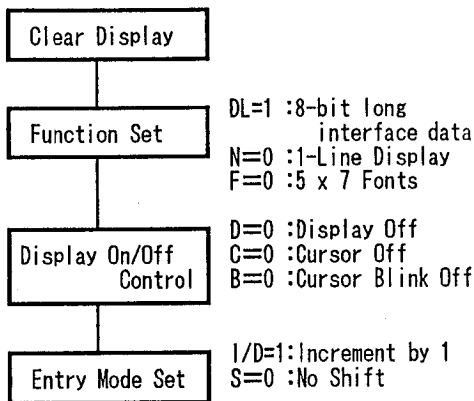 Clear Display
Function Set
DL=1 :8-bit long
interface data
N=0 :1-Line Display
F=0 :5 x 7 Fonts
Display On/Off
Control
D=0 :Display Off
C=0 :Cursor Off
B=0 :Cursor Blink Off
Entry Mode Set
I/D=1:Increment by 1
S=0 :No Shift